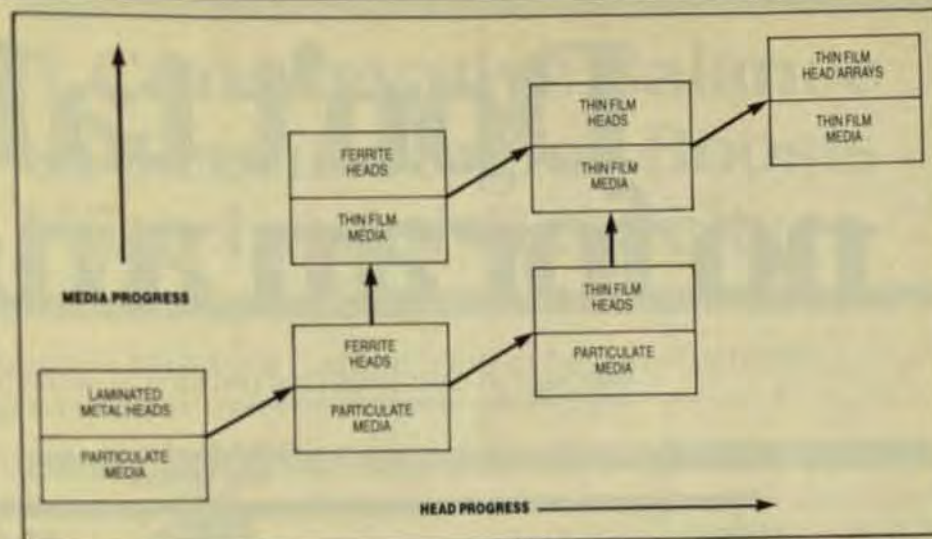 THIN FILM
HEAD ARRAYS
THIN FILM
MEDIA
THIN FILM
HEADS
THIN FILM
MEDIA
FERRITE
HEADS
THIN FILM
MEDIA
MEDIA PROGRESS
THIN FILM
HEADS
PARTICULATE
MEDIA
FERRITE
HEADS
PARTICULATE
MEDIA
LAMINATED
METAL HEADS
PARTICULATE
MEDIA
HEAD PROGRESS